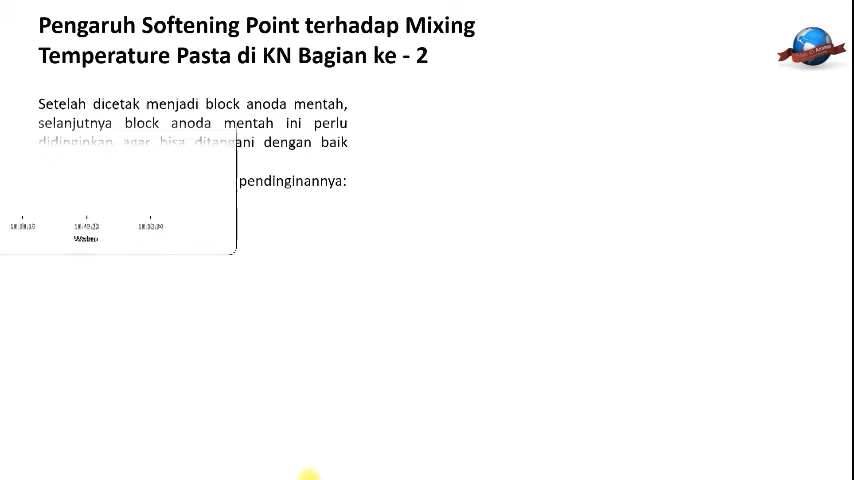 Pengaruh Softening Point terhadap Mixing
Temperature Pasta di KN Bagian ke - 2
Setelah dicetak menjadi block anoda mentah,
selanjutnya block anoda mentah ini perlu
didinginkan agar bisa ditangani dengan baik
pendinginannya:
Waktu